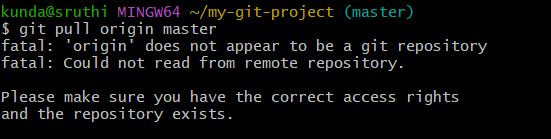 kunda@sruthi MINGW64 ~/my-git-project (master)
$ git pull origin master
fatal: 'origin' does not appear to be a git repository
fatal: Could not read from remote repository.

Please make sure you have the correct access rights
and the repository exists.